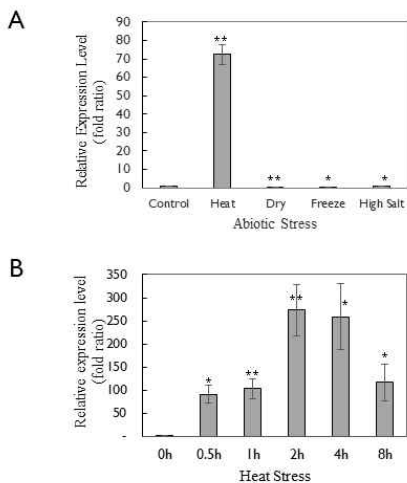 A
Relative Expression Level
(fold ratio)
90
80
70
60
50
40
30
20
10
0
**
**
*
*
Control Heat Dry Freeze High Salt
Abiotic Stress
B
Relative expression level
(fold ratio)
350
300
250
200
150
100
50
-
*
**
**
*
*
0h 0.5h 1h 2h 4h 8h
Heat Stress